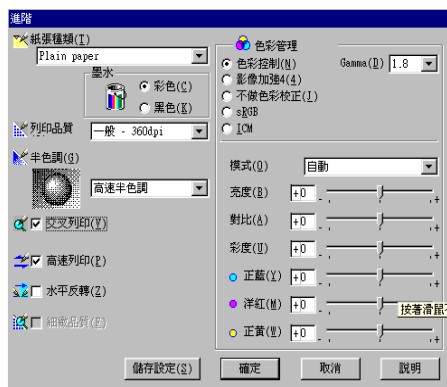 進階
紙張種類(T)
Plain paper
墨水
彩色(C)
黑色(K)
列印品質
一般 - 360dpi
半色調(G)
高速半色調
交叉列印(Y)
高速列印(P)
水平反轉(Z)
細緻品質(E)
色彩管理
色彩控制(N)
Gamma(D)
1.8
影像加強4(4)
不做色彩校正(J)
sRGB
ICM
模式(O)
自動
亮度(B)
+0
-
+
對比(A)
+0
-
+
彩度(U)
+0
-
+
正藍(Y)
+0
-
+
洋紅(M)
+0
-
+
按著滑鼠
正黃(W)
+0
-
+
儲存設定(S)
確定
取消
說明